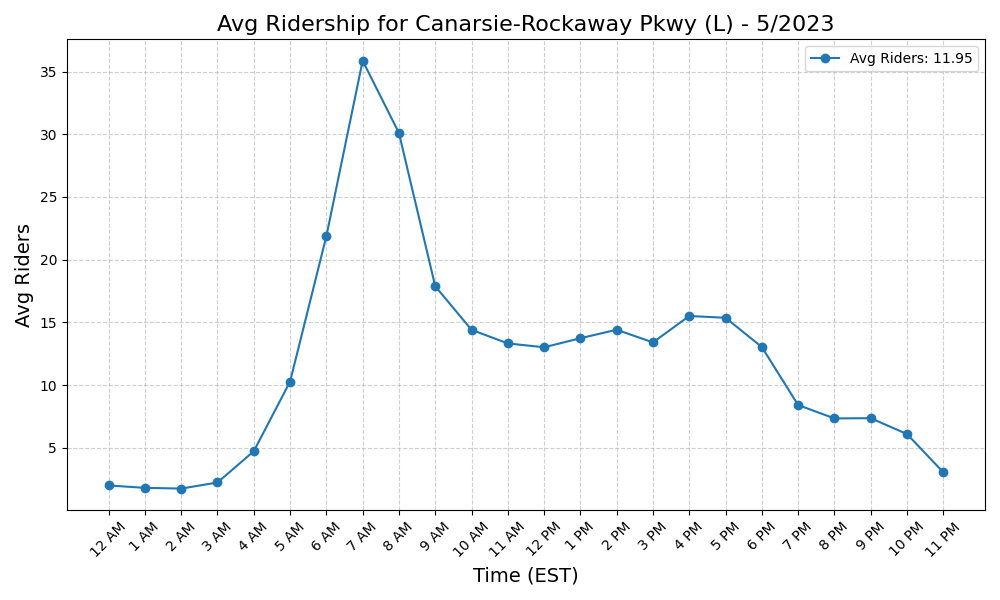 Avg Ridership for Canarsie-Rockaway Pkwy (L) - 5/2023
Avg Riders: 11.95
Avg Riders
35
30
25
20
15
10
5
12 AM
1 AM
2 AM
3 AM
4 AM
5 AM
6 AM
7 AM
8 AM
9 AM
10 AM
11 AM
12 PM
1 PM
2 PM
3 PM
4 PM
5 PM
6 PM
7 PM
8 PM
9 PM
10 PM
11 PM
Time (EST)